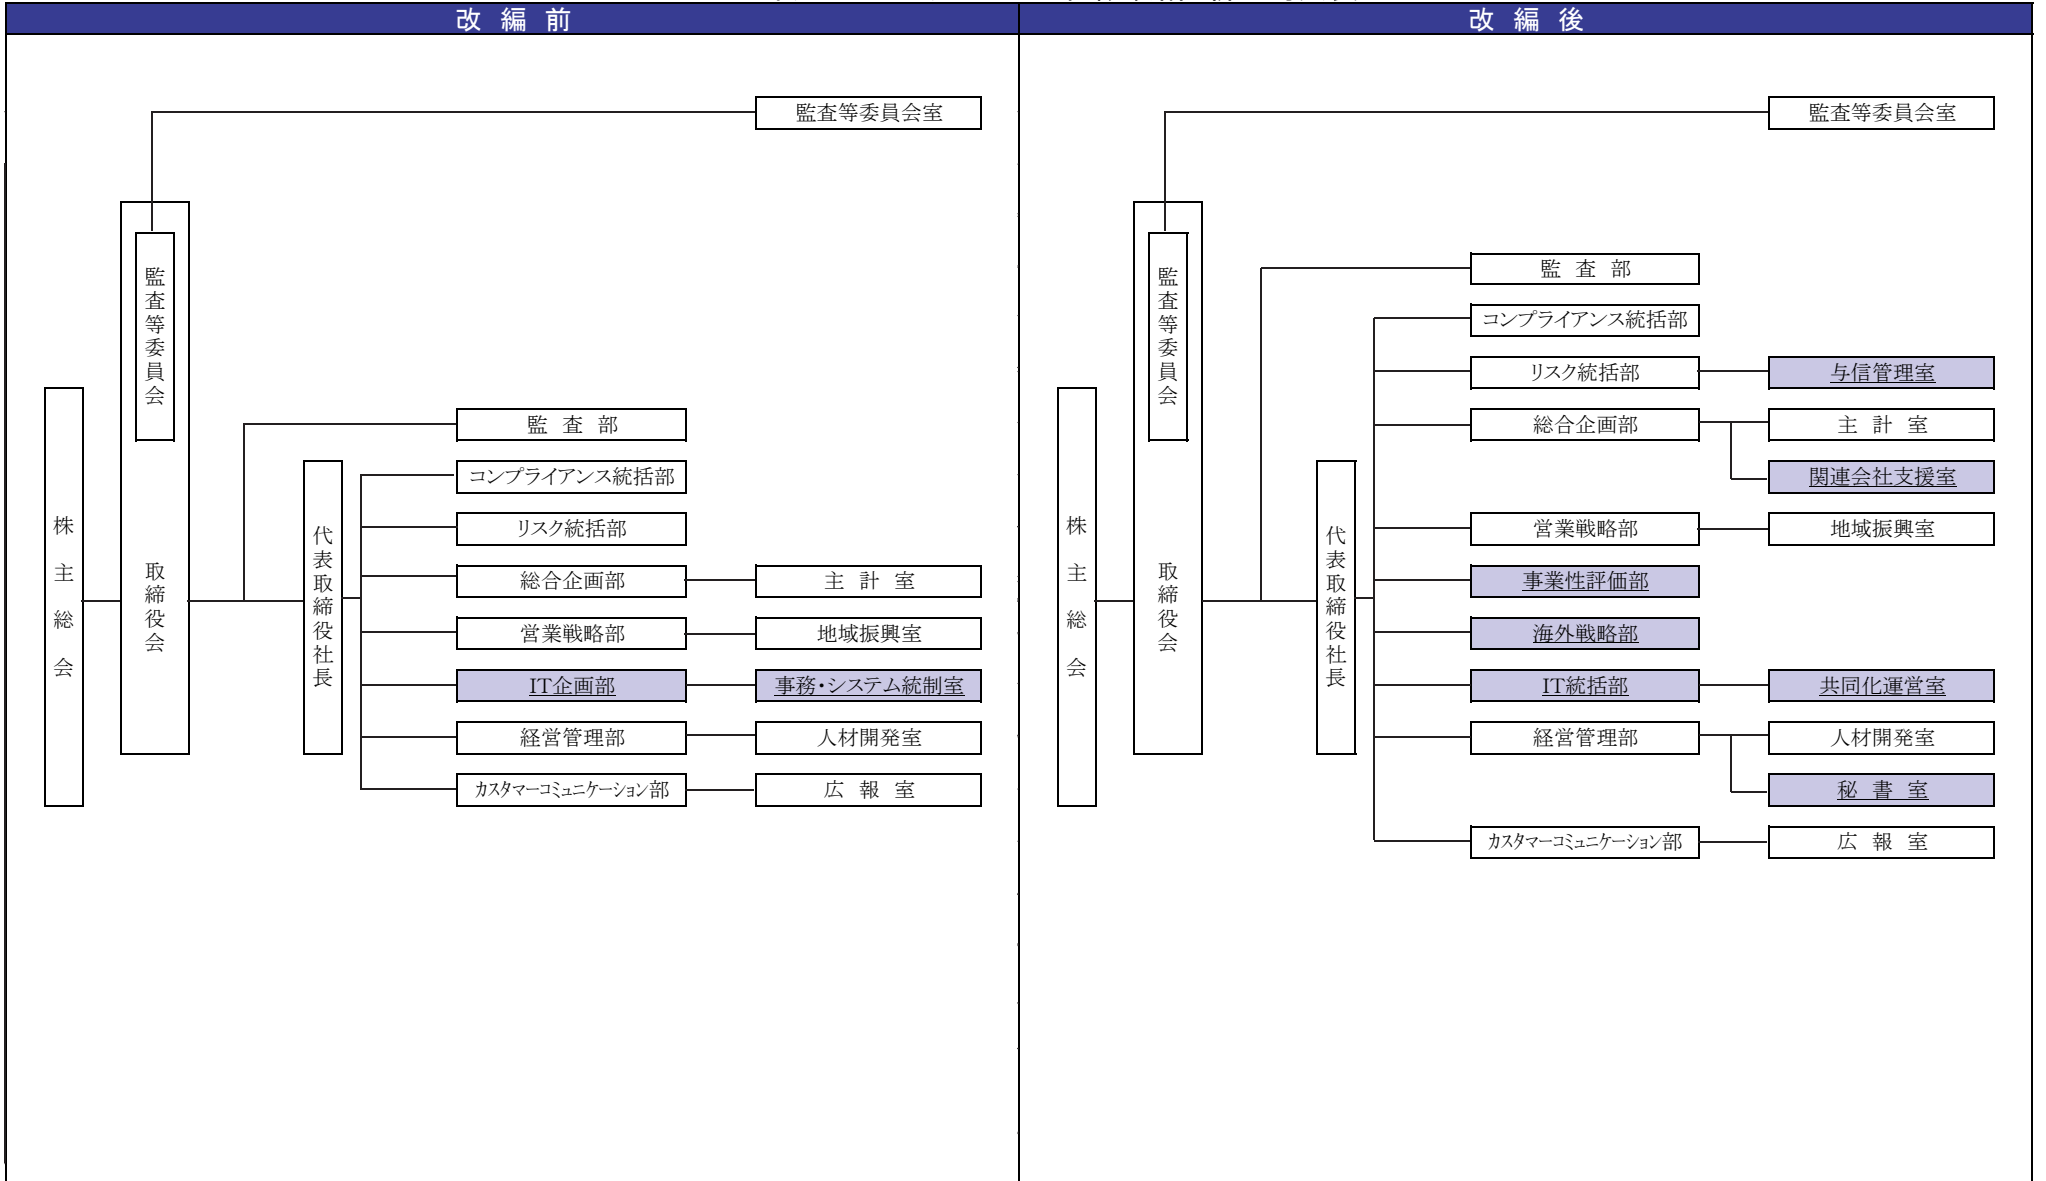 改 編 前
監査等委員会室
監査等委員会
株主総会
取締役会
代表取締役社長
監 査 部
コンプライアンス統括部
リスク統括部
総合企画部
主 計 室
営業戦略部
地域振興室
IT企画部
事務・システム統制室
経営管理部
人材開発室
カスタマーコミュニケーション部
広 報 室
改 編 後
監査等委員会室
監査等委員会
株主総会
取締役会
代表取締役社長
監 査 部
コンプライアンス統括部
リスク統括部
与信管理室
総合企画部
主 計 室
関連会社支援室
営業戦略部
地域振興室
事業性評価部
海外戦略部
IT統括部
共同化運営室
経営管理部
人材開発室
秘 書 室
カスタマーコミュニケーション部
広 報 室